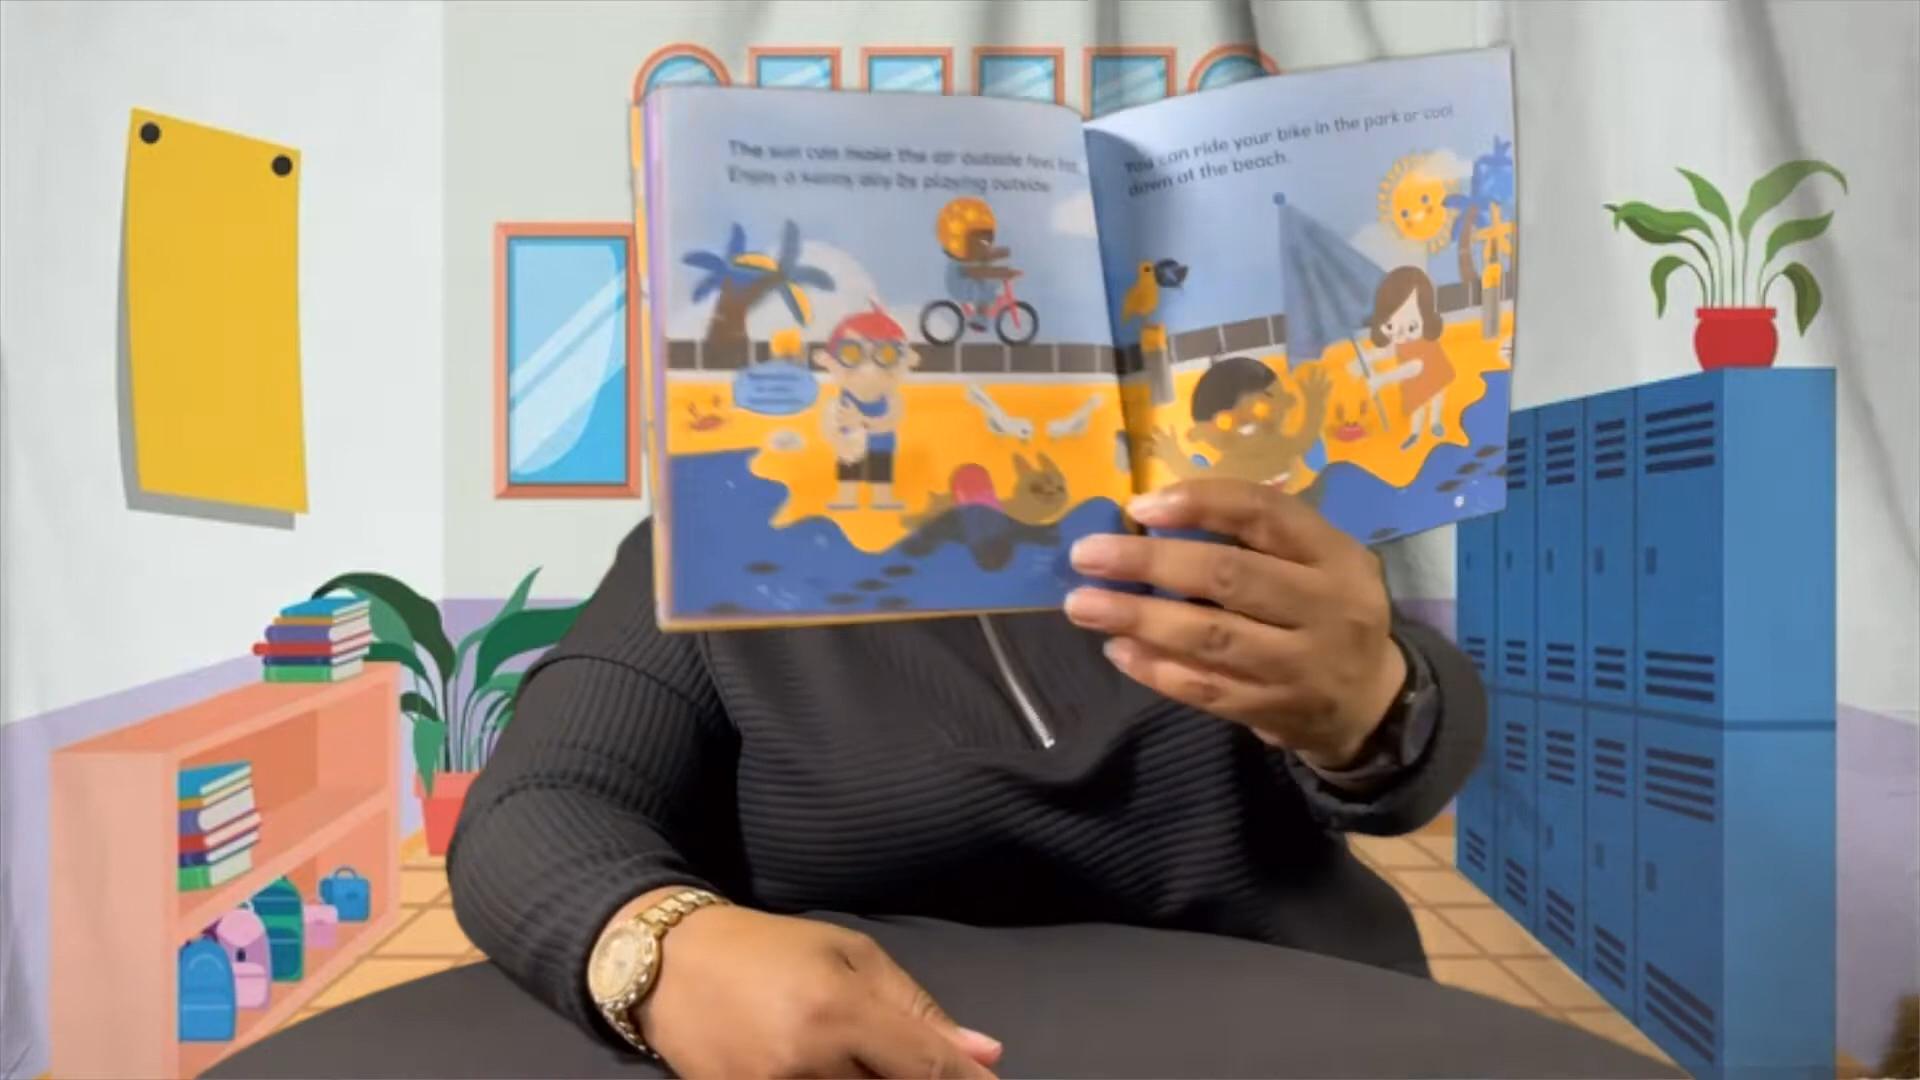 The sun can make the air outside feel hot.
Enjoy a sunny day by playing outside.
You can ride your bike in the park or cool
down at the beach.